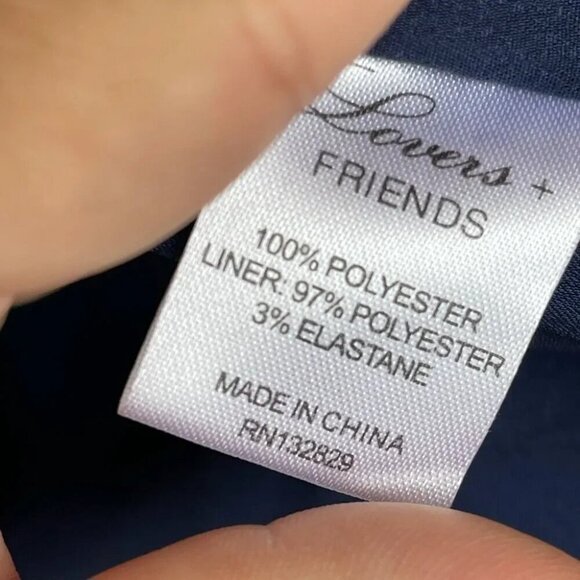 Lovers +
FRIENDS
100% POLYESTER
LINER: 97% POLYESTER
3% ELASTANE
MADE IN CHINA
RN132829